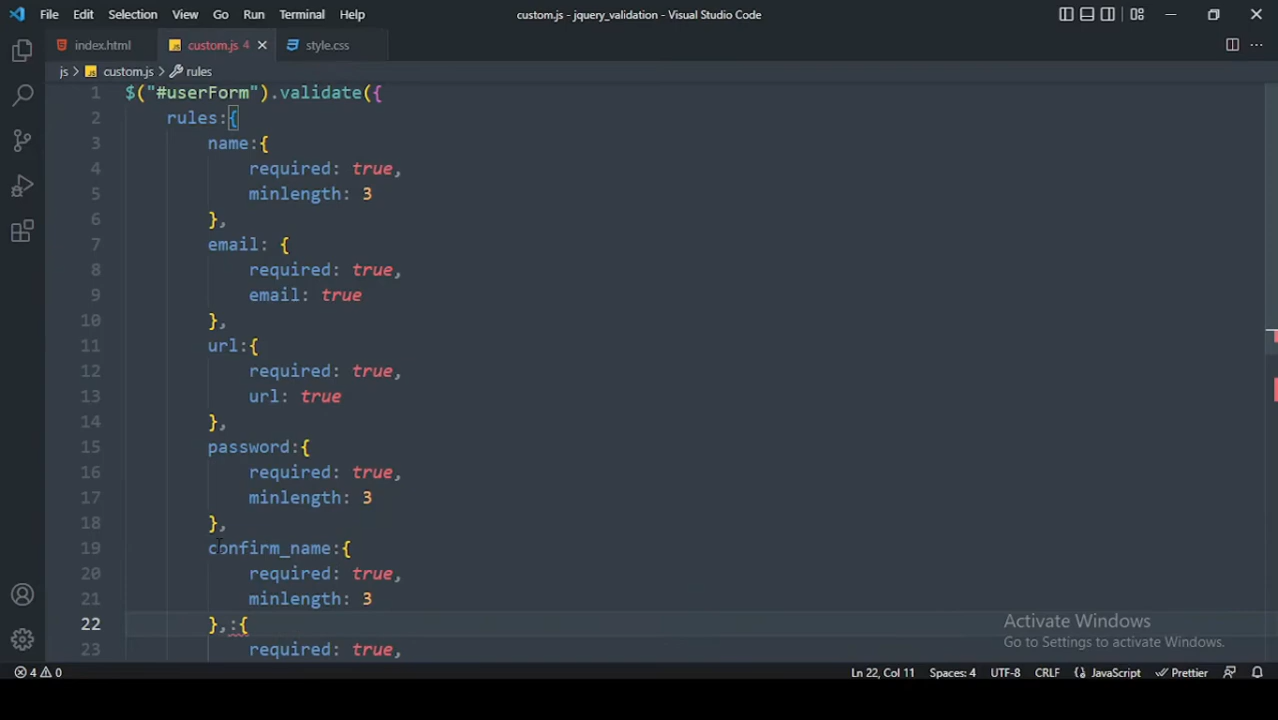 File Edit Selection View Go Run Terminal Help custom.js - jquery_validation - Visual Studio Code
index.html custom.js 4 style.css
js > custom.js > rules
1 $("#userForm").validate({
2 rules:{
3 name:{
4 required: true,
5 minlength: 3
6 },
7 email: {
8 required: true,
9 email: true
10 },
11 url:{
12 required: true,
13 url: true
14 },
15 password:{
16 required: true,
17 minlength: 3
18 },
19 confirm_name:{
20 required: true,
21 minlength: 3
22 },:{
23 required: true,
Activate Windows
Go to Settings to activate Windows.
4 0 Ln 22, Col 11 Spaces: 4 UTF-8 CRLF {} JavaScript Prettier